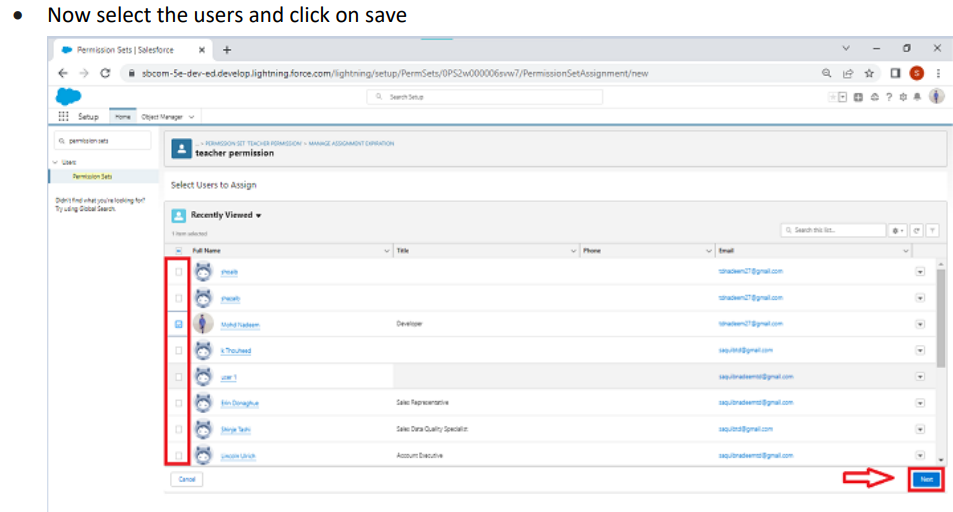 • Now select the users and click on save
Permission Sets | Salesforce
sbcom-5e-dev-ed.develop.lightning.force.com/lightning/setup/PermSets/0PS2w000006svw7/PermissionSetAssignment/new
S
Search Setup
Setup Home Object Manager
permission sets
Users
Permission Sets
Didn't find what you're looking for?
Try using Global Search.
... > PERMISSION SET TEACHER PERMISSION > MANAGE ASSIGNMENT EXPIRATION
teacher permission
Select Users to Assign
Recently Viewed
1 item selected
Search this list...
Full Name Title Phone Email
shoaib tdnadeem27@gmail.com
tdnadeem27@gmail.com
Mohd Nadeem Developer tdnadeem27@gmail.com
k Thouheed saquibtd@gmail.com
user 1 saquibnadeemtd@gmail.com
Erin Donaghue Sales Representative saquibnadeemtd@gmail.com
Shinje Tashi Sales Data Quality Specialist saquibtd@gmail.com
Lincoln Ulrich Account Executive saquibnadeemtd@gmail.com
Cancel Next